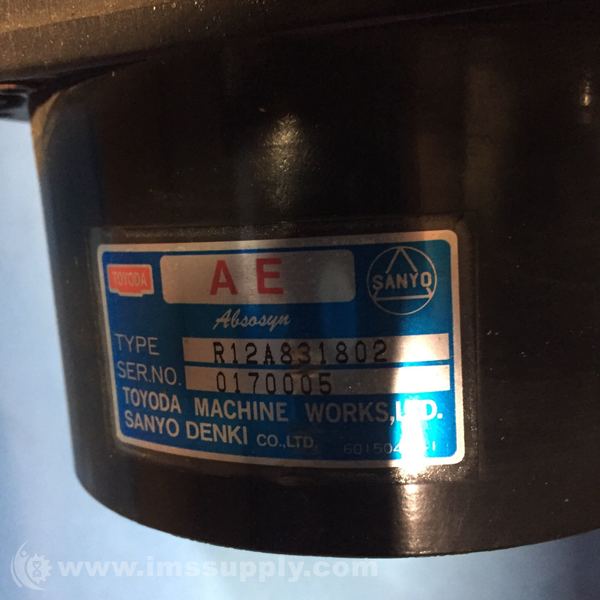 TOYODA
AE
SANYO
Absosyn
TYPE R12A831802
SER.NO. 0170005
TOYODA MACHINE WORKS,LTD.
SANYO DENKI CO.,LTD.
www.imssupply.com